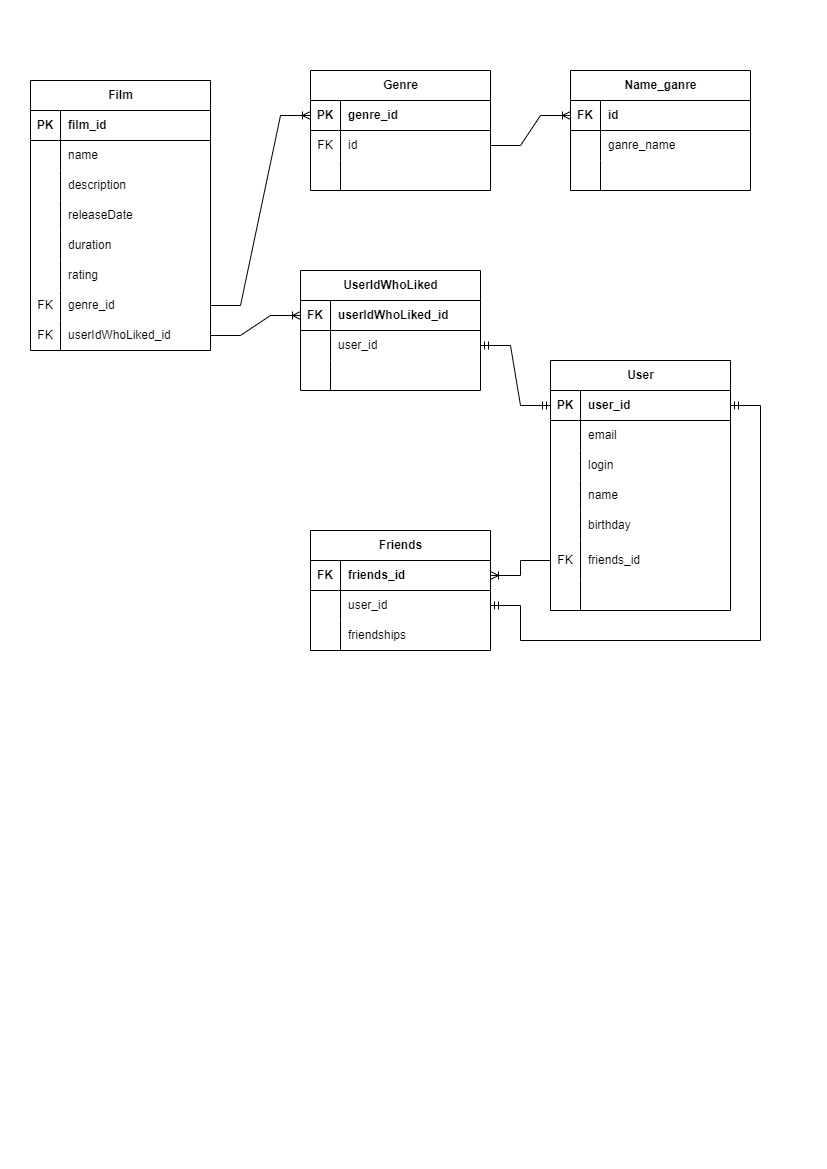 Film
PK film_id
name
description
releaseDate
duration
rating
FK genre_id
FK userIdWhoLiked_id
Genre
PK genre_id
FK id
Name_ganre
FK id
ganre_name
UserIdWhoLiked
FK userIdWhoLiked_id
user_id
User
PK user_id
email
login
name
birthday
FK friends_id
Friends
FK friends_id
user_id
friendships